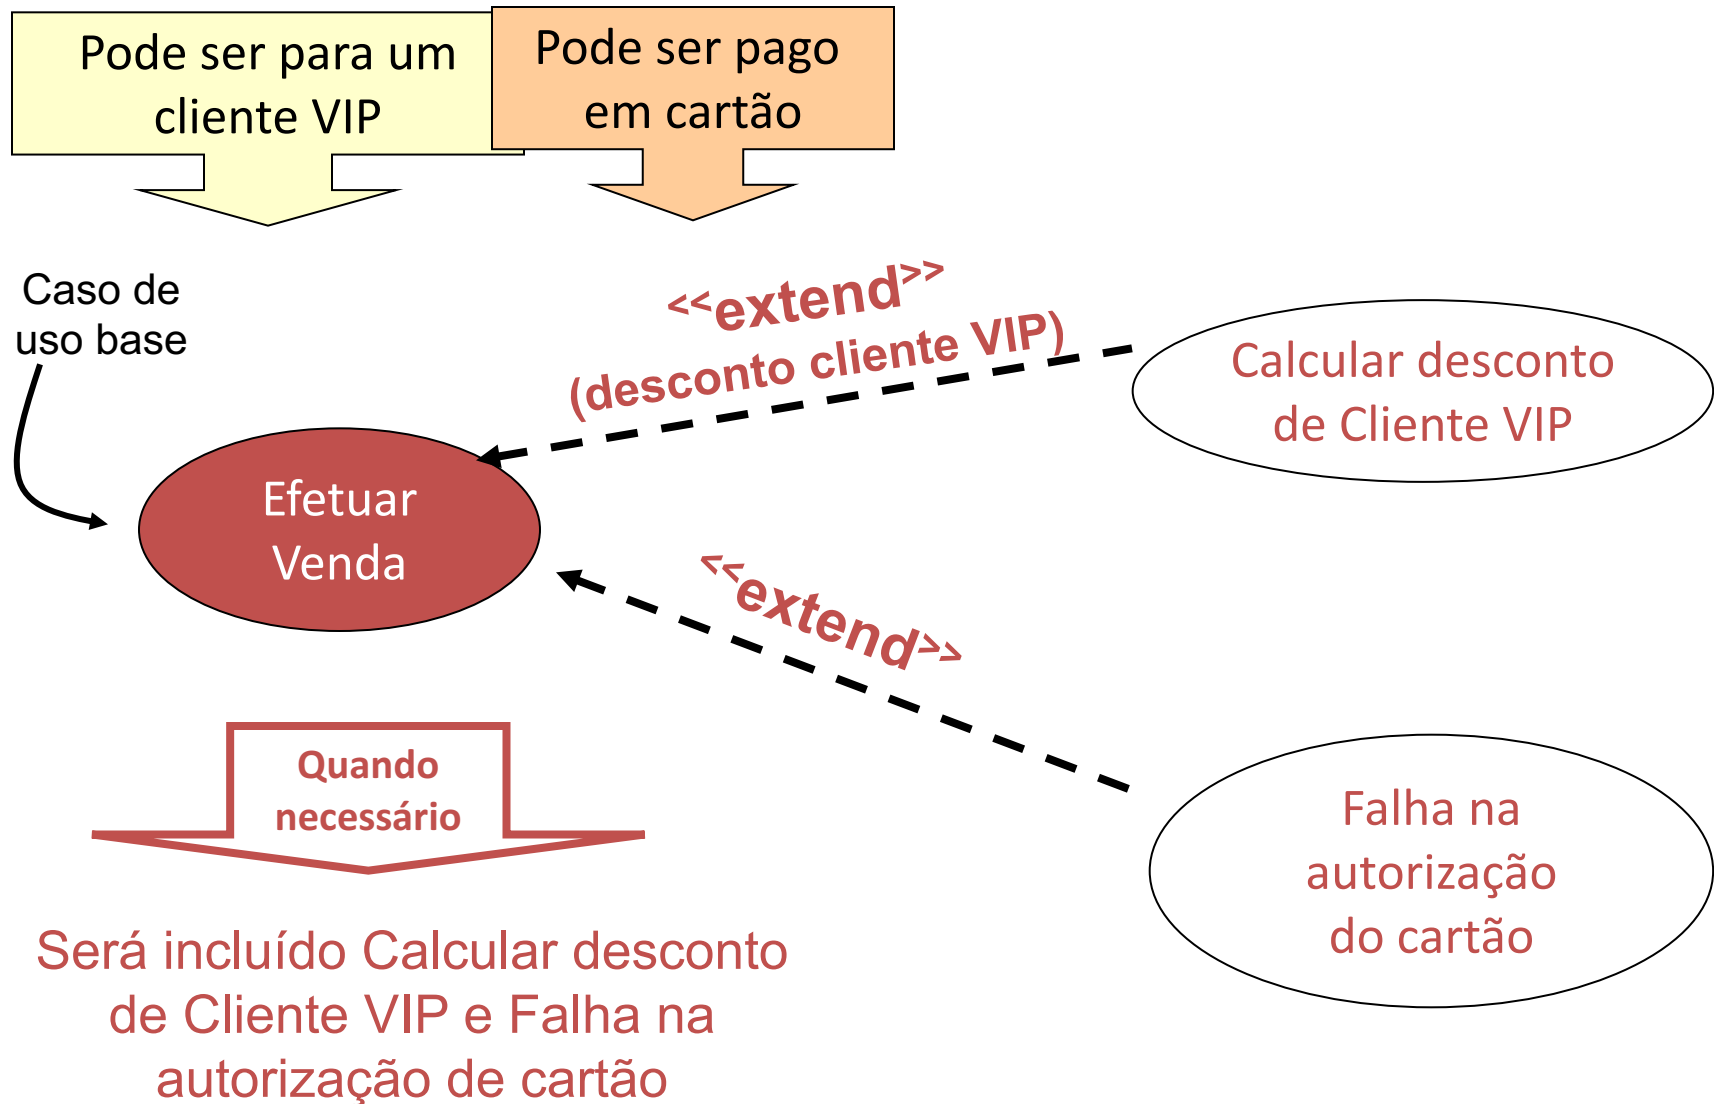 Pode ser para um
cliente VIP
Pode ser pago
em cartão
Caso de
uso base
<<extend>>
(desconto cliente VIP)
Calcular desconto
de Cliente VIP
Efetuar
Venda
<<extend>>
Quando
necessário
Falha na
autorização
do cartão
Será incluído Calcular desconto
de Cliente VIP e Falha na
autorização de cartão